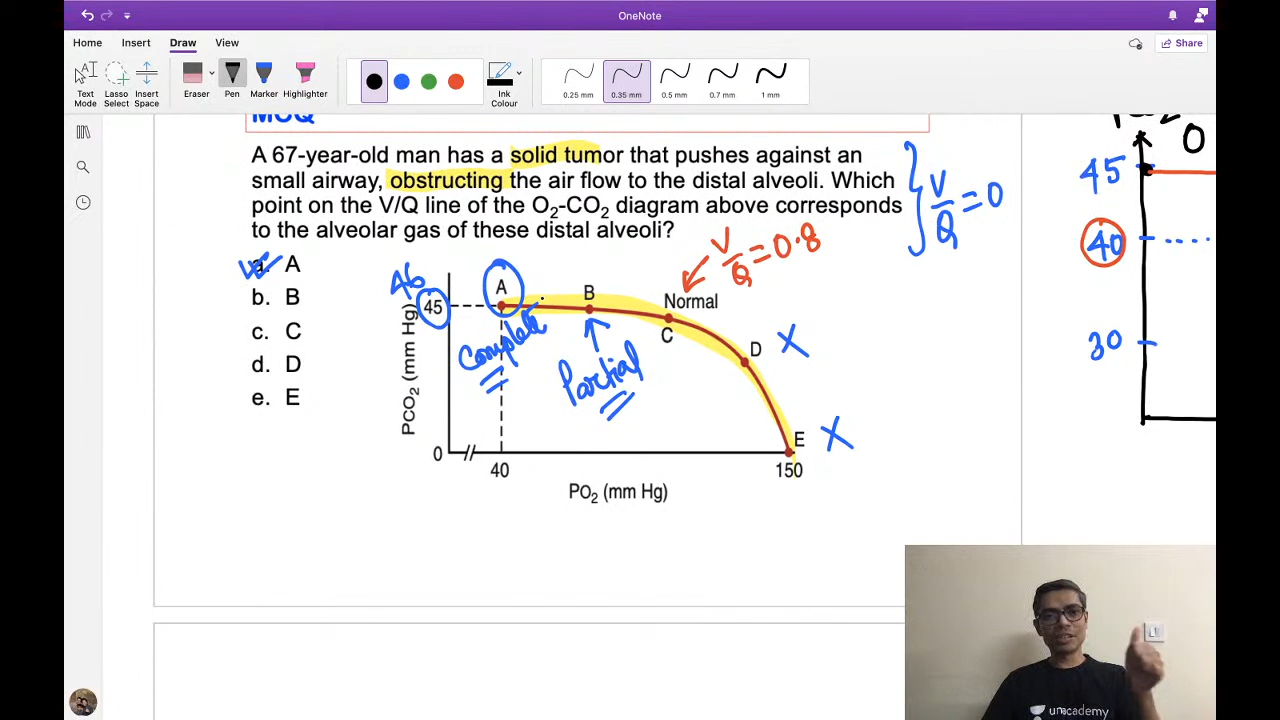 OneNote
Home Insert Draw View
Share
Text Mode
Lasso Select
Insert Space
Eraser
Pen
Marker
Highlighter
Ink Colour
0.25 mm
0.35 mm
0.5 mm
0.7 mm
1 mm
MCQ
A 67-year-old man has a solid tumor that pushes against an
small airway, obstructing the air flow to the distal alveoli. Which
point on the V/Q line of the O₂-CO₂ diagram above corresponds
to the alveolar gas of these distal alveoli?
V/Q = 0
a. A
b. B
c. C
d. D
e. E
V/Q = 0.8
46
45
PCO₂ (mm Hg)
0
A
B
Normal
C
D
X
E
X
Complete
Partial
40
150
PO₂ (mm Hg)
0
45
40
30
unacademy